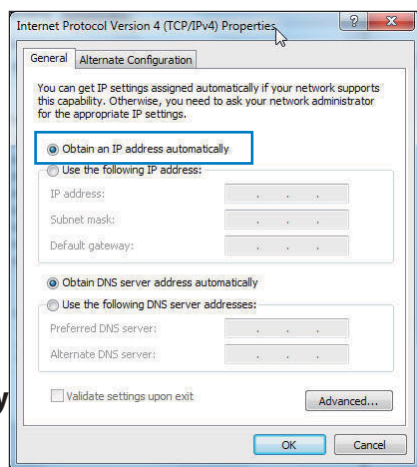 Internet Protocol Version 4 (TCP/IPv4) Properties
General
Alternate Configuration
You can get IP settings assigned automatically if your network supports
this capability. Otherwise, you need to ask your network administrator
for the appropriate IP settings.
Obtain an IP address automatically
Use the following IP address:
IP address:
Subnet mask:
Default gateway:
Obtain DNS server address automatically
Use the following DNS server addresses:
Preferred DNS server:
Alternate DNS server:
y
Validate settings upon exit
Advanced...
OK
Cancel